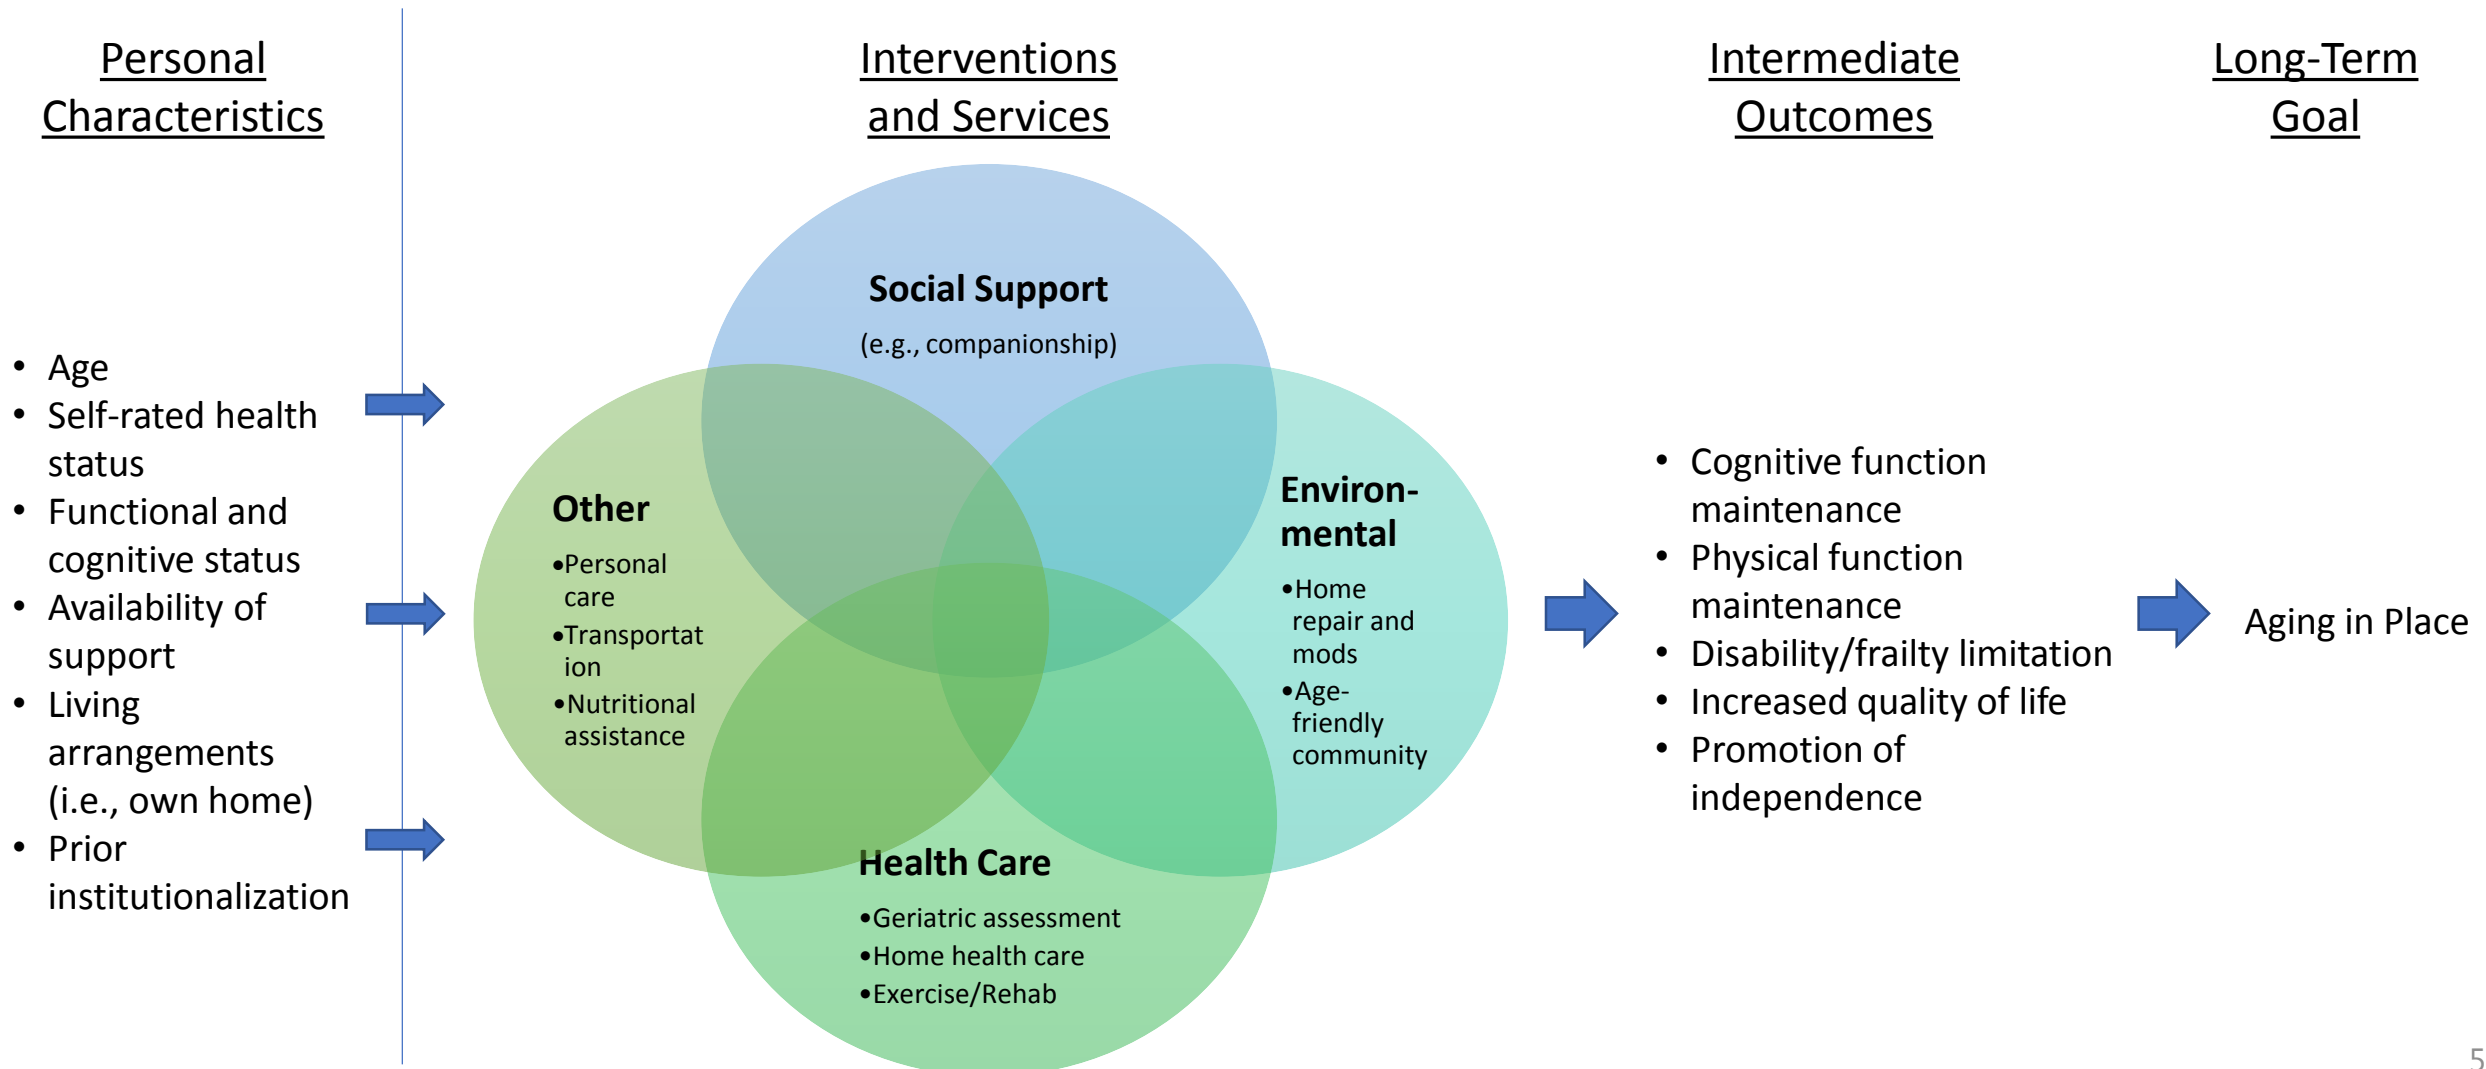 Personal
Characteristics
• Age
• Self-rated health
status
• Functional and
cognitive status
• Availability of
support
• Living
arrangements
(i.e., own home)
• Prior
institutionalization
Interventions
and Services
Social Support
(e.g., companionship)
Other
•Personal
care
•Transportat
ion
•Nutritional
assistance
Environ-
mental
•Home
repair and
mods
•Age-
friendly
community
Health Care
•Geriatric assessment
•Home health care
•Exercise/Rehab
Intermediate
Outcomes
• Cognitive function
maintenance
• Physical function
maintenance
• Disability/frailty limitation
• Increased quality of life
• Promotion of
independence
Long-Term
Goal
Aging in Place
5